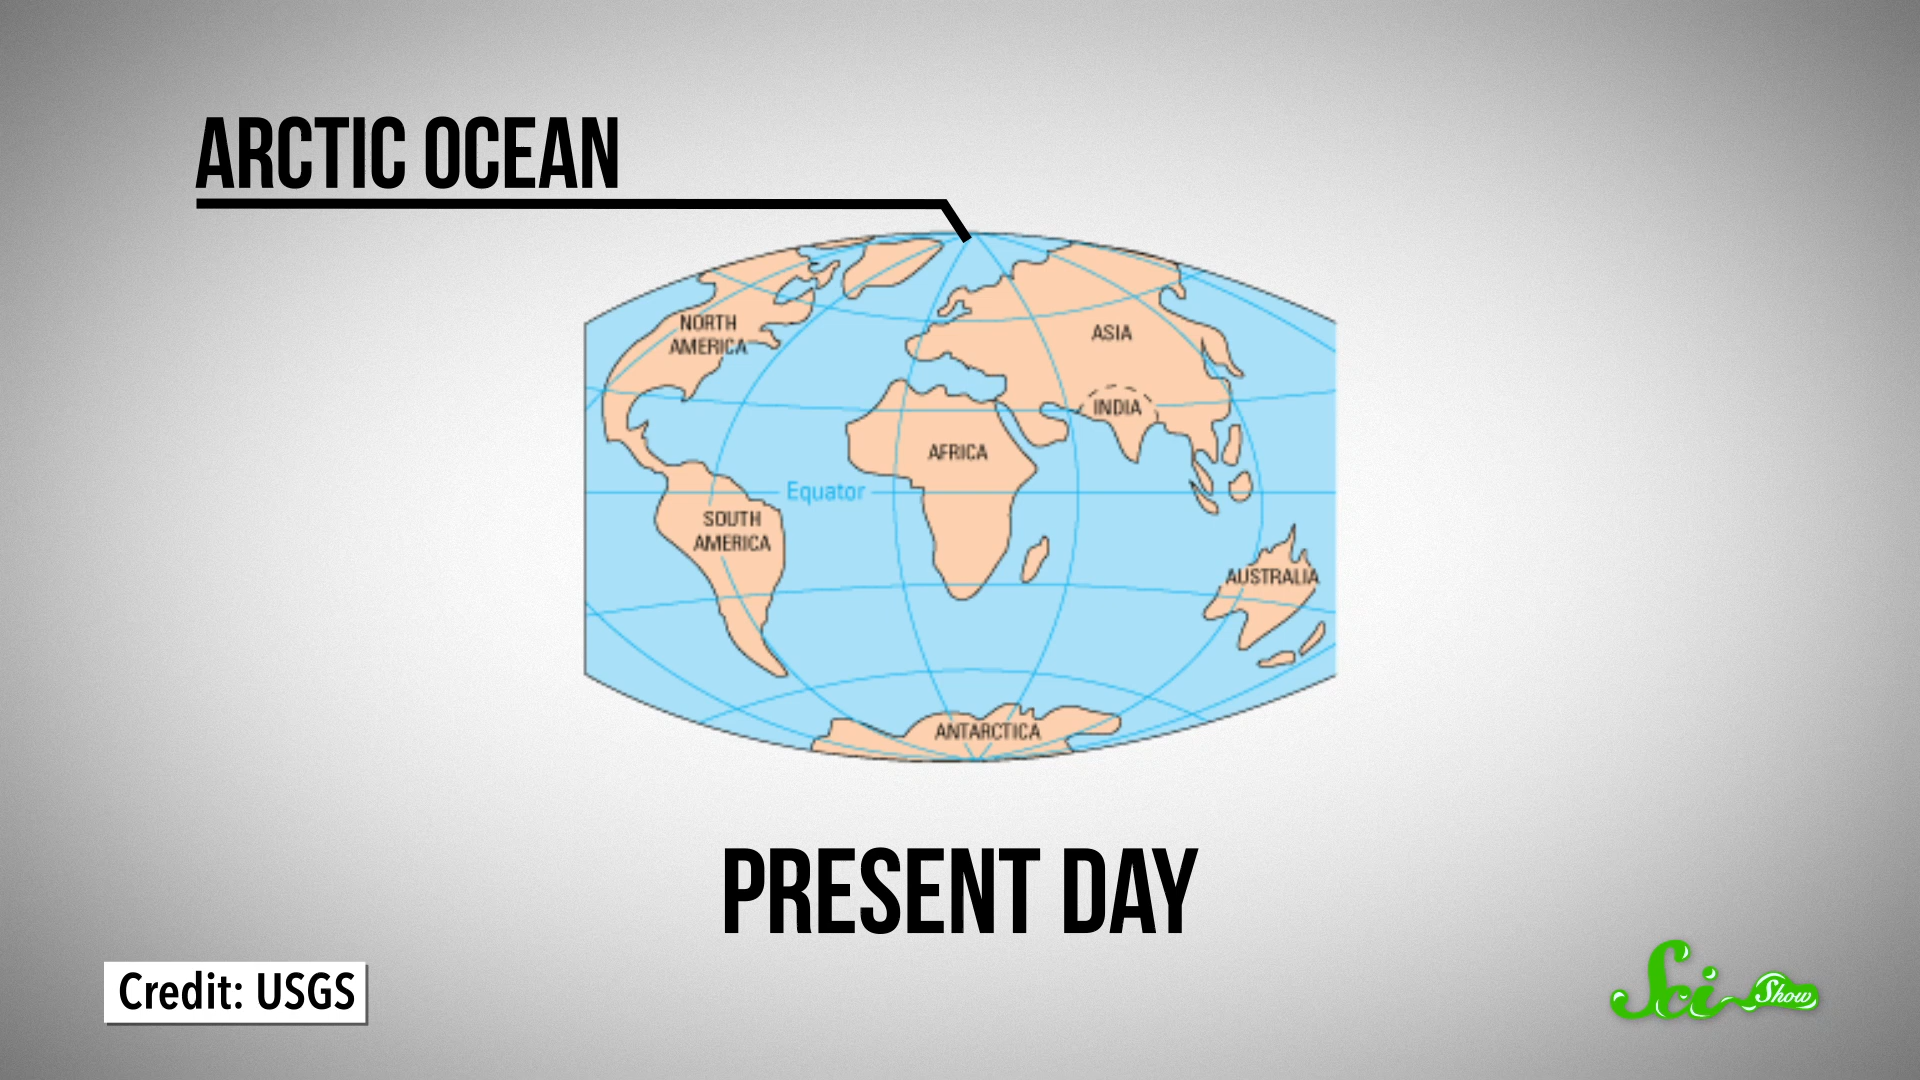 ARCTIC OCEAN
NORTH
AMERICA
ASIA
INDIA
AFRICA
Equator
SOUTH
AMERICA
AUSTRALIA
ANTARCTICA
PRESENT DAY
Credit: USGS
Sci Show